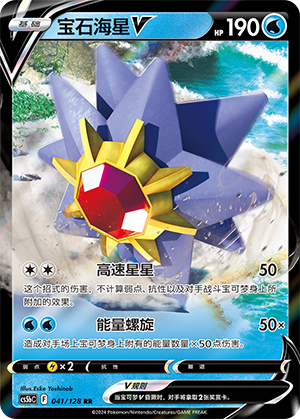 基础 宝石海星V HP 190
高速星星 50
这个招式的伤害,不计算弱点、抗性以及对手战斗宝可梦身上所
附加的效果。
能量螺旋 50×
造成对手场上宝可梦身上附有的能量数量×50点伤害。
弱点 ×2 抗性 撤退
Illus.Eske Yoshinob
V规则
当宝可梦V昏厥时,对手将拿取2张奖赏卡。
CS5bC F 041/128 RR
©2024 Pokémon/Nintendo/Creatures/GAME FREAK